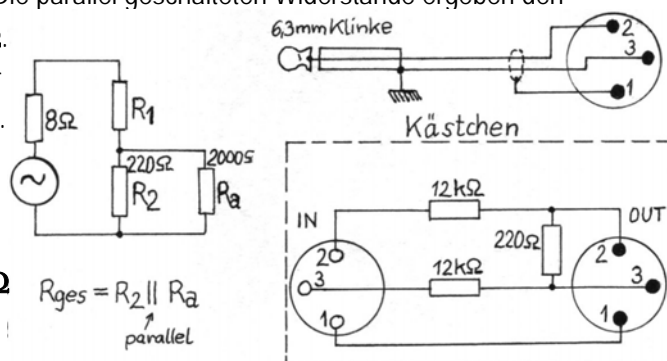 Die parallel geschalteten Widerstände ergeben den
6,3mm Klinke
2
3
1
8Ω
R1
220Ω
2000Ω
R2
Ra
Rges = R2 || Ra
parallel
Kästchen
IN
12kΩ
OUT
2
220Ω
2
3
12kΩ
3
1
1
Ω